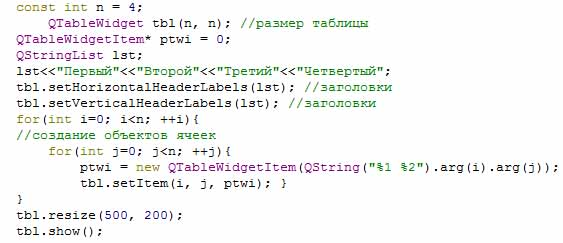 const int n = 4;
    QTableWidget tbl(n, n); //размер таблицы
QTableWidgetItem* ptwi = 0;
QStringList lst;
lst<<"Первый"<<"Второй"<<"Третий"<<"Четвертый";
tbl.setHorizontalHeaderLabels(lst); //заголовки
tbl.setVerticalHeaderLabels(lst); //заголовки
for(int i=0; i<n; ++i){
//создание объектов ячеек
    for(int j=0; j<n; ++j){
        ptwi = new QTableWidgetItem(QString("%1 %2").arg(i).arg(j));
        tbl.setItem(i, j, ptwi); }
}
tbl.resize(500, 200);
tbl.show();